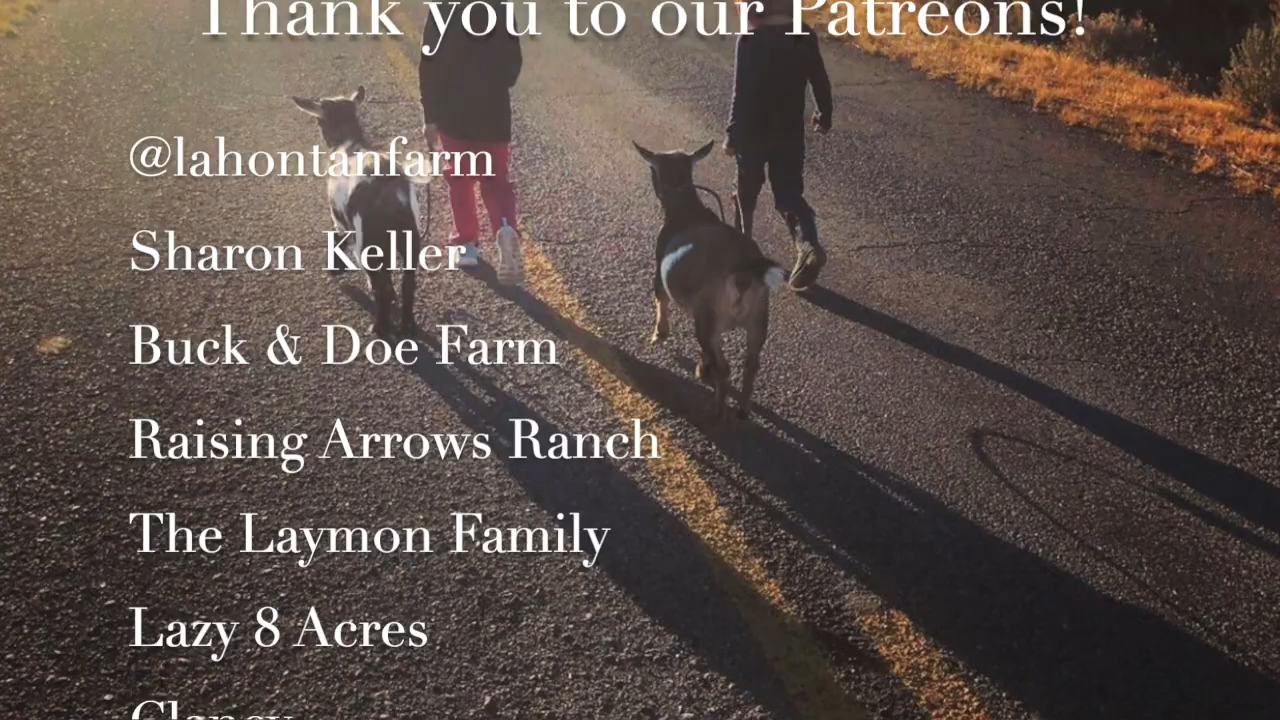 Thank you to our Patreons!
@lahontanfarm
Sharon Keller
Buck & Doe Farm
Raising Arrows Ranch
The Laymon Family
Lazy 8 Acres
Clancy